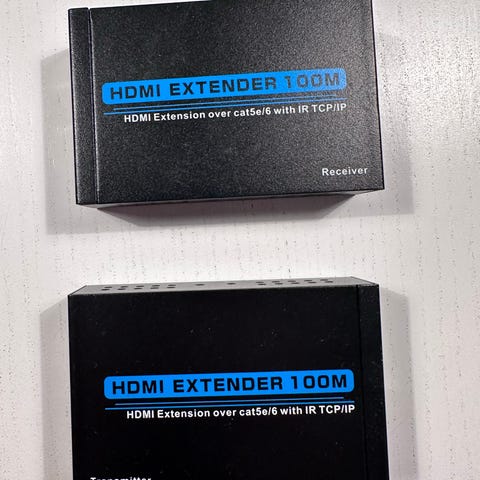 HDMI EXTENDER 100M
HDMI Extension over cat5e/6 with IR TCP/IP
Receiver
HDMI EXTENDER 100M
HDMI Extension over cat5e/6 with IR TCP/IP
Transmitter